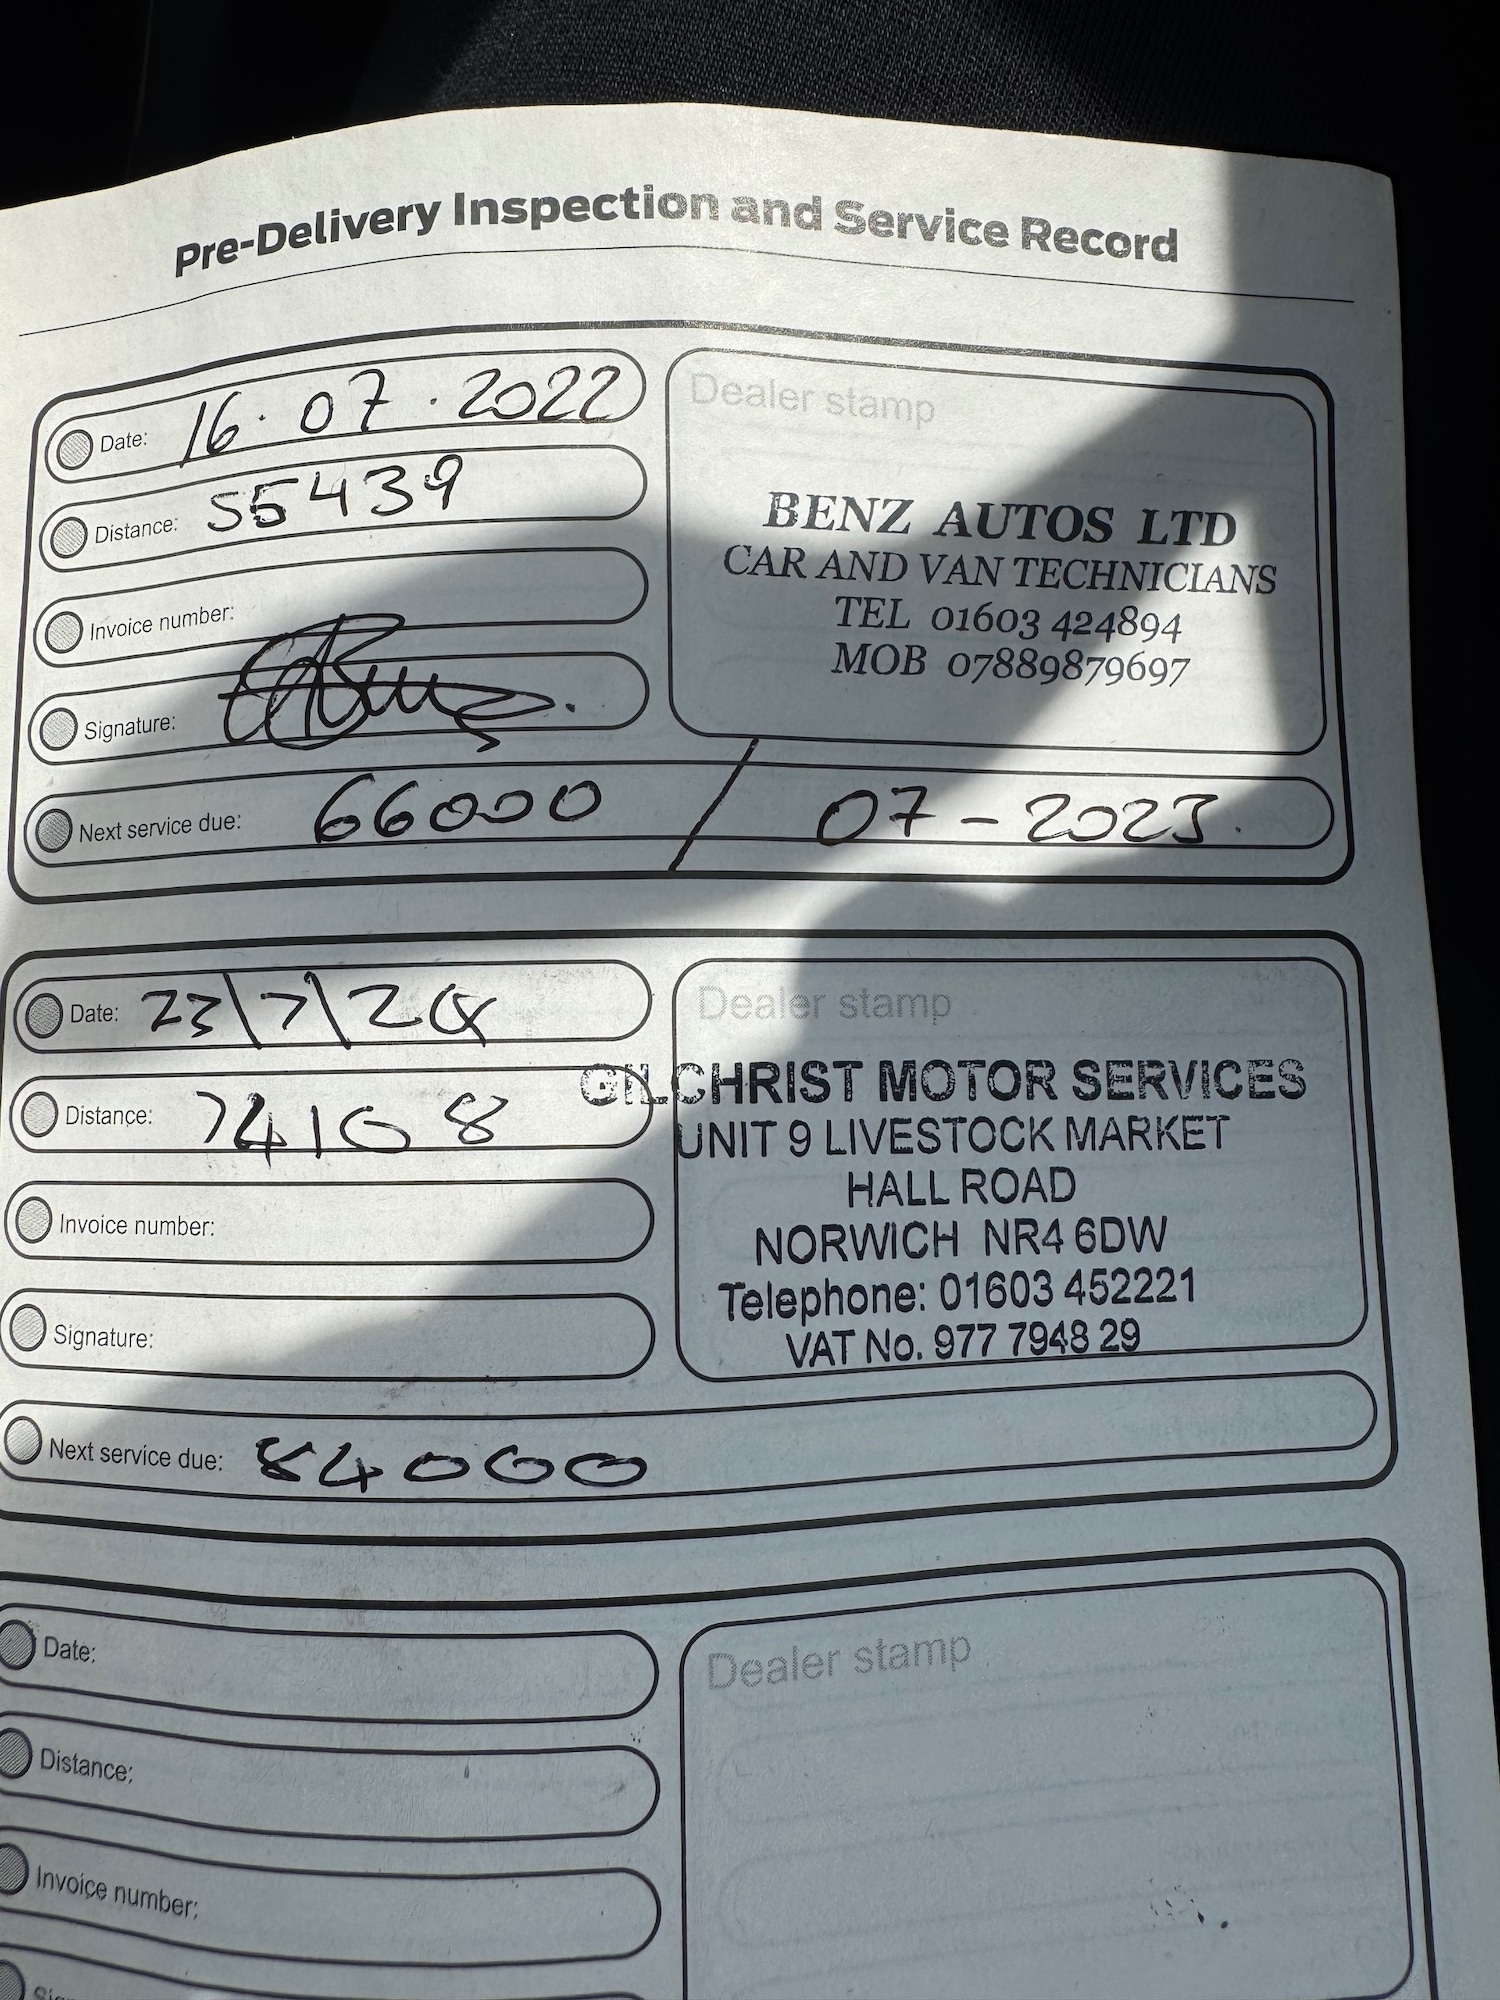 Pre-Delivery Inspection and Service Record
Date: 16.07.2022
Distance: 55439
Invoice number:
Signature:
Dealer stamp
BENZ AUTOS LTD
CAR AND VAN TECHNICIANS
TEL 01603 424894
MOB 07889879697
Next service due: 66000 / 07-2023.
Date: 23\7\24
Distance: 74108
Invoice number:
Signature:
Dealer stamp
GILCHRIST MOTOR SERVICES
UNIT 9 LIVESTOCK MARKET
HALL ROAD
NORWICH NR4 6DW
Telephone: 01603 452221
VAT No. 977 7948 29
Next service due: 84000
Date:
Distance:
Invoice number:
Dealer stamp